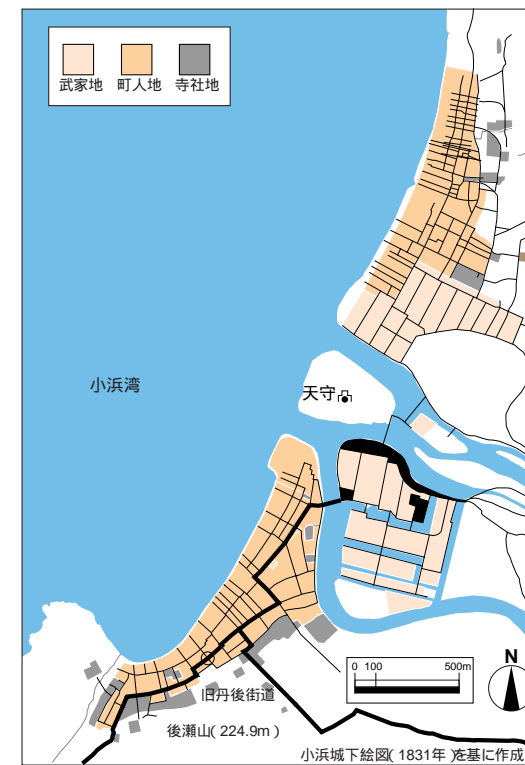 武家地 町人地 寺社地
小浜湾
天守
N
0 100 500m
旧丹後街道
後瀬山(224.9m)
小浜城下絵図(1831年)を基に作成